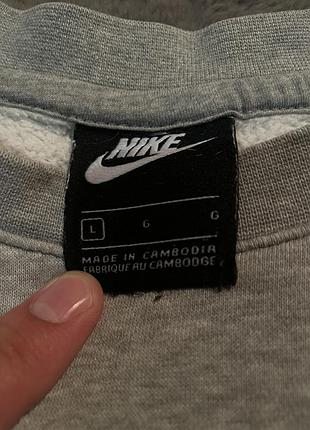 NIKE
L G G
MADE IN CAMBODIA
FABRIQUE AU CAMBODGE